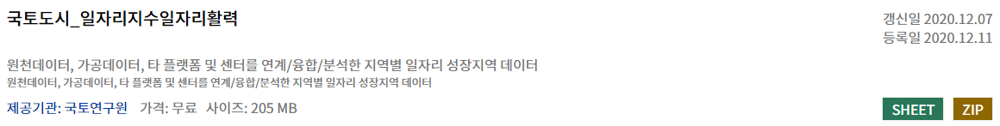 국토도시_일자리지수일자리활력
갱신일 2020.12.07
등록일 2020.12.11
원천데이터, 가공데이터, 타 플랫폼 및 센터를 연계/융합/분석한 지역별 일자리 성장지역 데이터
원천데이터, 가공데이터, 타 플랫폼 및 센터를 연계/융합/분석한 지역별 일자리 성장지역 데이터
제공기관: 국토연구원 가격: 무료 사이즈: 205 MB
SHEET ZIP